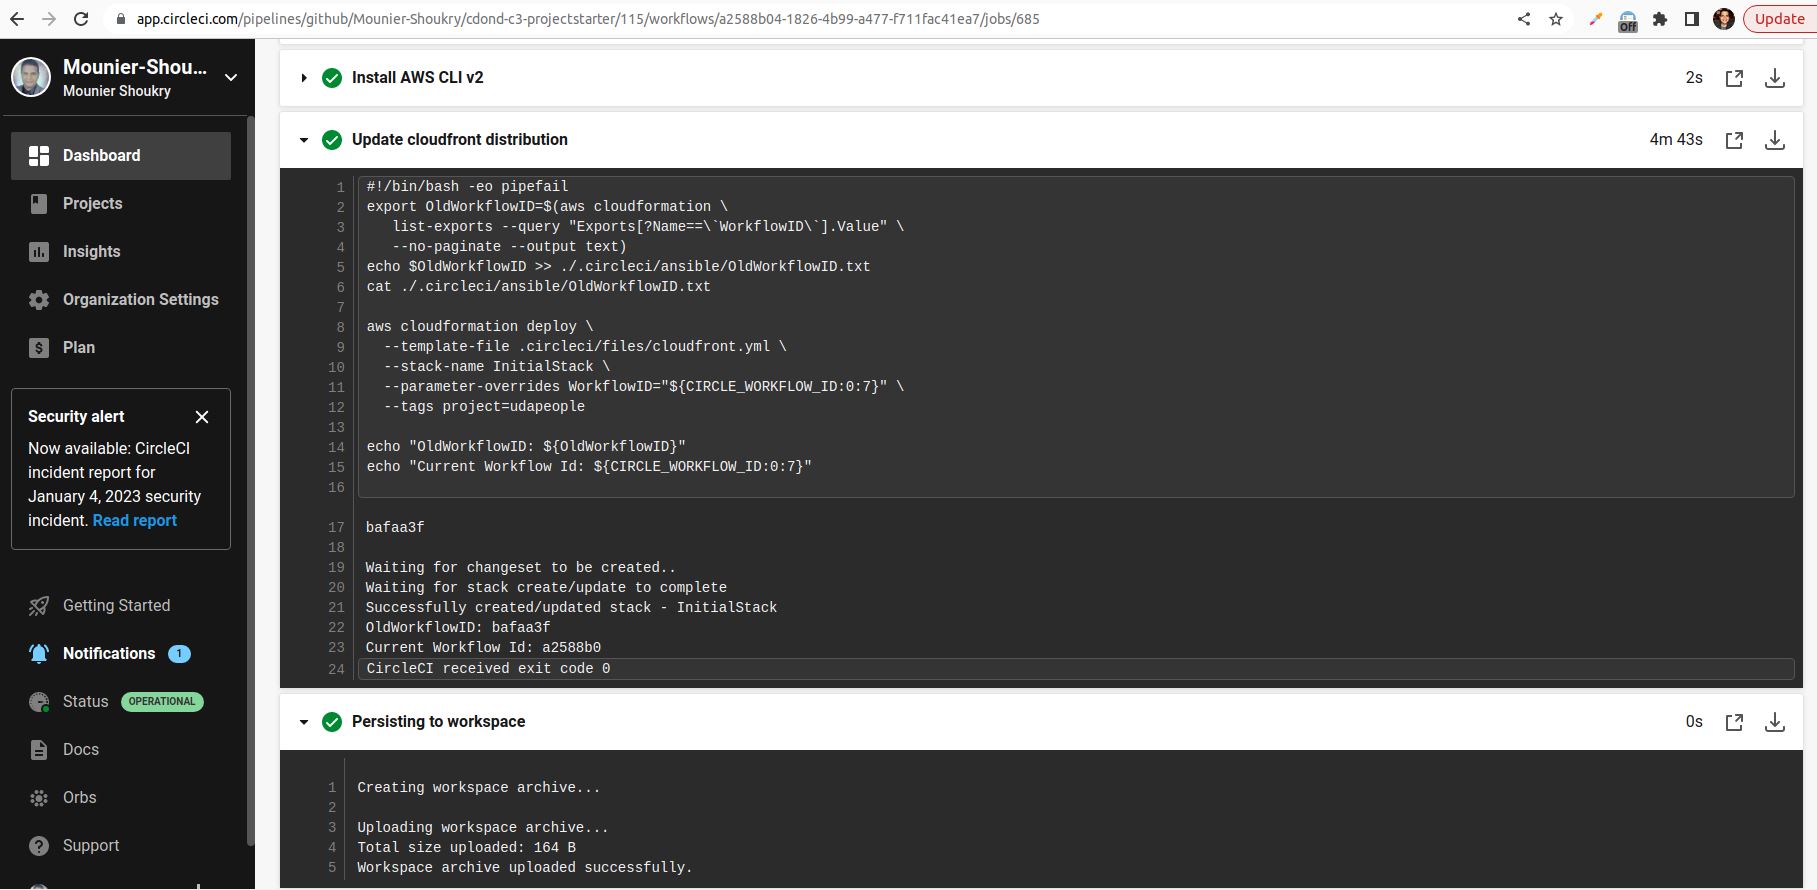 app.circleci.com/pipelines/github/Mounier-Shoukry/cdond-c3-projectstarter/115/workflows/a2588b04-1826-4b99-a477-f711fac41ea7/jobs/685
Off
Update
Mounier-Shou...
Mounier Shoukry
Dashboard
Projects
Insights
Organization Settings
Plan
Security alert
Now available: CircleCI
incident report for
January 4, 2023 security
incident. Read report
Getting Started
Notifications 1
Status OPERATIONAL
Docs
Orbs
Support
Install AWS CLI v2 2s
Update cloudfront distribution 4m 43s
1 #!/bin/bash -eo pipefail
2 export OldWorkflowID=$(aws cloudformation \
3 list-exports --query "Exports[?Name==\`WorkflowID\`].Value" \
4 --no-paginate --output text)
5 echo $OldWorkflowID >> ./.circleci/ansible/OldWorkflowID.txt
6 cat ./.circleci/ansible/OldWorkflowID.txt
7
8 aws cloudformation deploy \
9 --template-file .circleci/files/cloudfront.yml \
10 --stack-name InitialStack \
11 --parameter-overrides WorkflowID="${CIRCLE_WORKFLOW_ID:0:7}" \
12 --tags project=udapeople
13
14 echo "OldWorkflowID: ${OldWorkflowID}"
15 echo "Current Workflow Id: ${CIRCLE_WORKFLOW_ID:0:7}"
16
17 bafaa3f
18
19 Waiting for changeset to be created..
20 Waiting for stack create/update to complete
21 Successfully created/updated stack - InitialStack
22 OldWorkflowID: bafaa3f
23 Current Workflow Id: a2588b0
24 CircleCI received exit code 0
Persisting to workspace 0s
1 Creating workspace archive...
2
3 Uploading workspace archive...
4 Total size uploaded: 164 B
5 Workspace archive uploaded successfully.